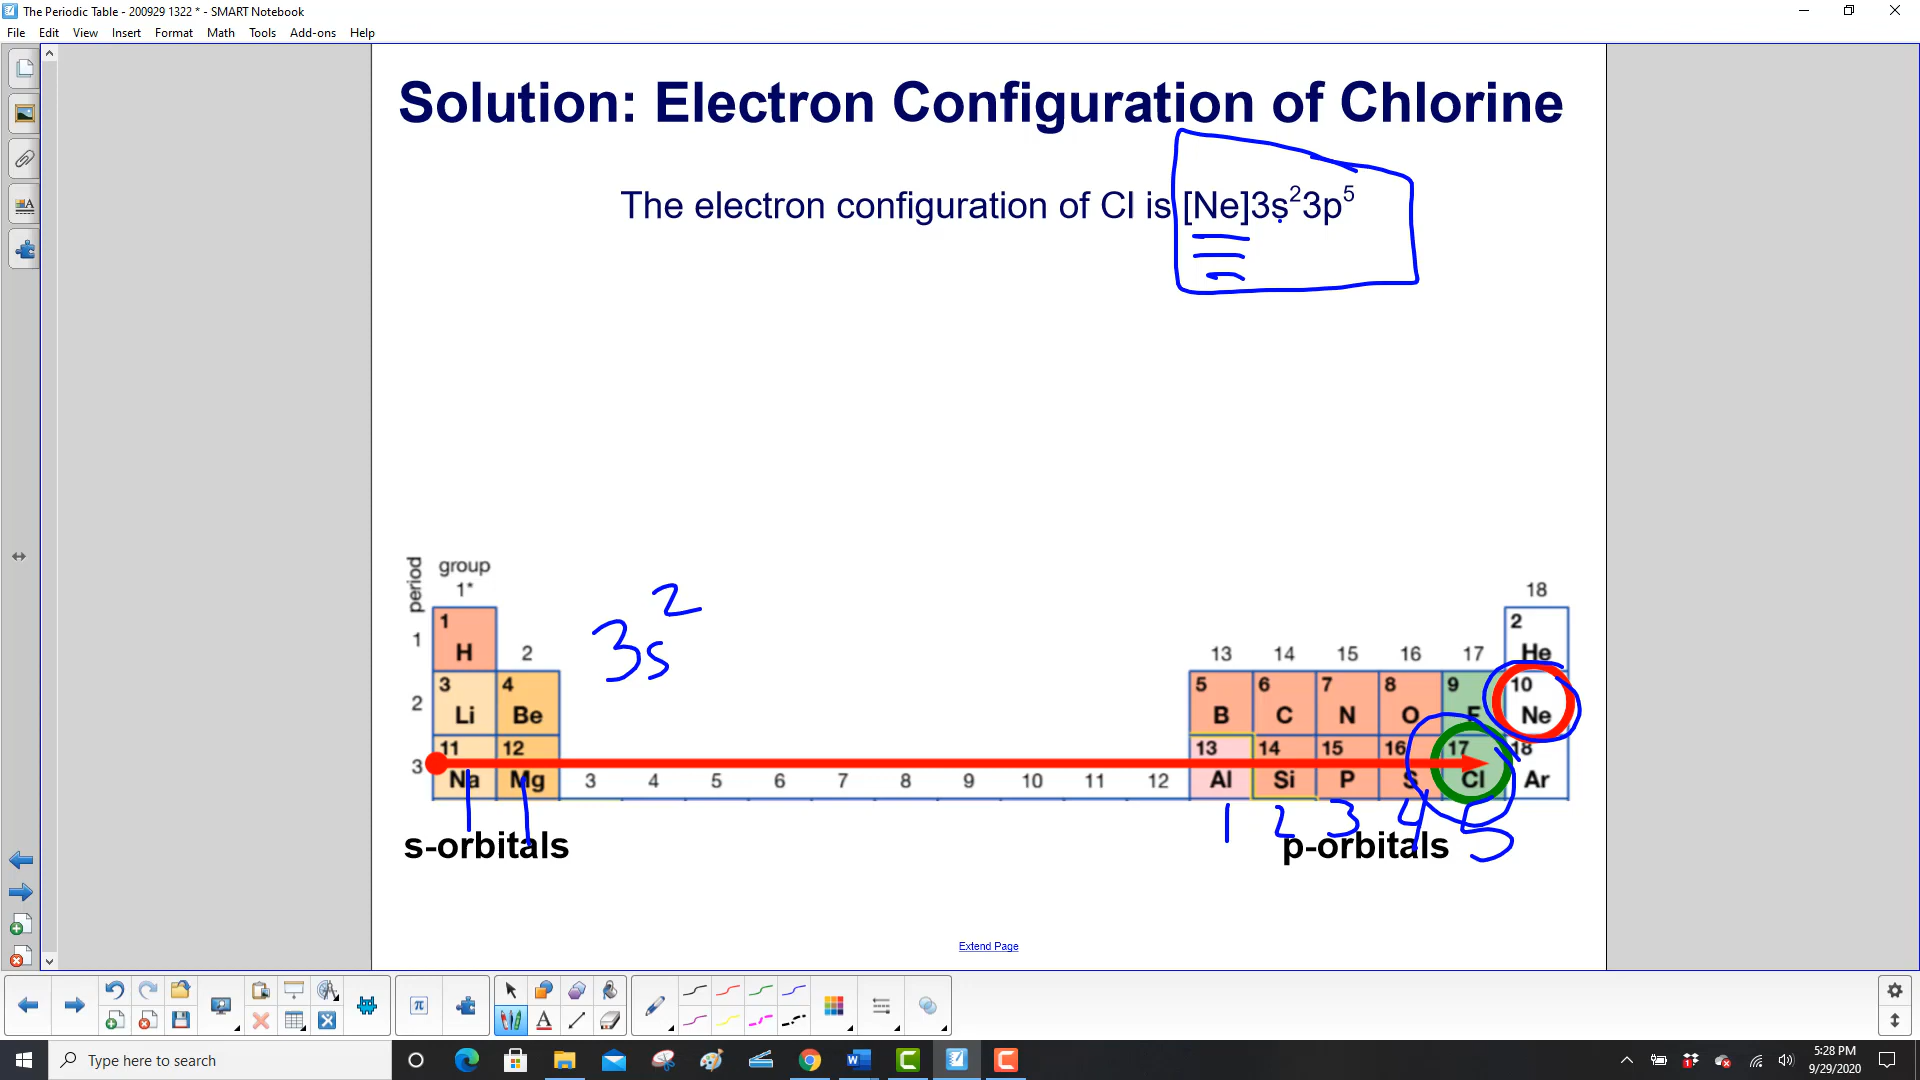 The Periodic Table - 200929 1322 * - SMART Notebook
File Edit View Insert Format Math Tools Add-ons Help
Solution: Electron Configuration of Chlorine
The electron configuration of Cl is [Ne]3s²3p⁵
period
group
1* 18
1 1 H 2 He
3s²
2 13 14 15 16 17
2 3 Li 4 Be 5 B 6 C 7 N 8 O 9 F 10 Ne
3 11 Na 12 Mg 3 4 5 6 7 8 9 10 11 12 13 Al 14 Si 15 P 16 S 17 Cl 18 Ar
1 1 1 2 3 4 5
s-orbitals p-orbitals
Extend Page
π
A
Type here to search
5:28 PM
9/29/2020